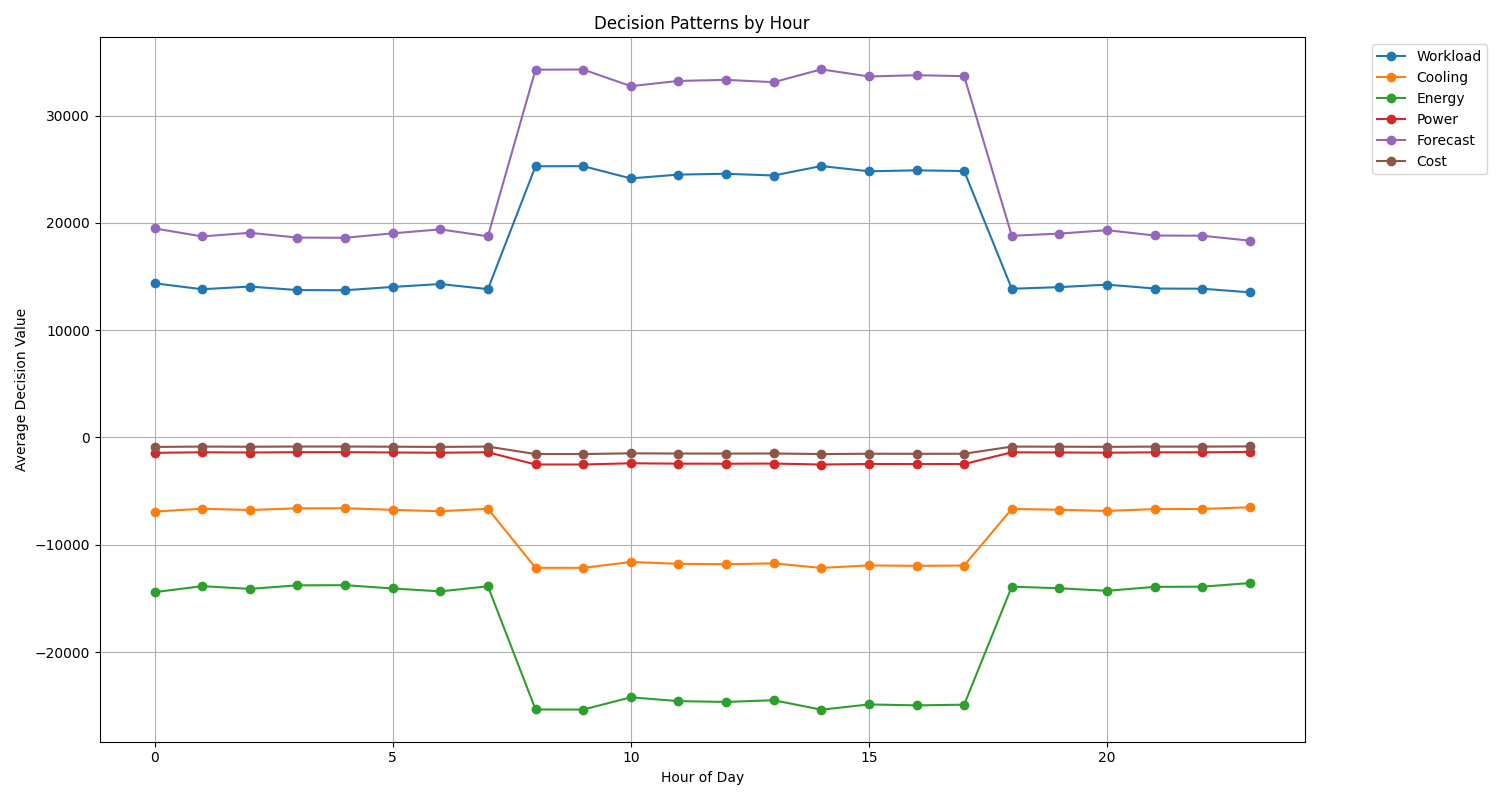 Decision Patterns by Hour
Workload
Cooling
Energy
Power
Forecast
Cost
Average Decision Value
30000
20000
10000
0
−10000
−20000
0 5 10 15 20
Hour of Day